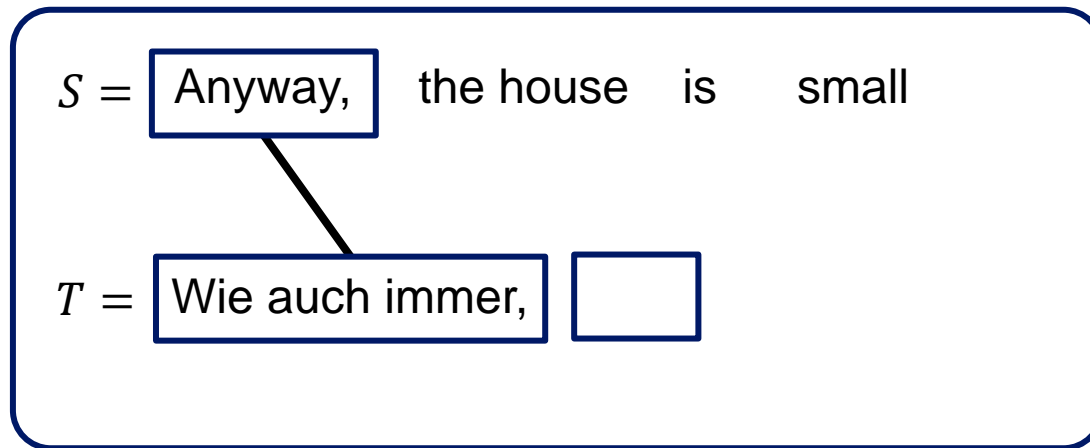 S = Anyway, the house is small
T = Wie auch immer,